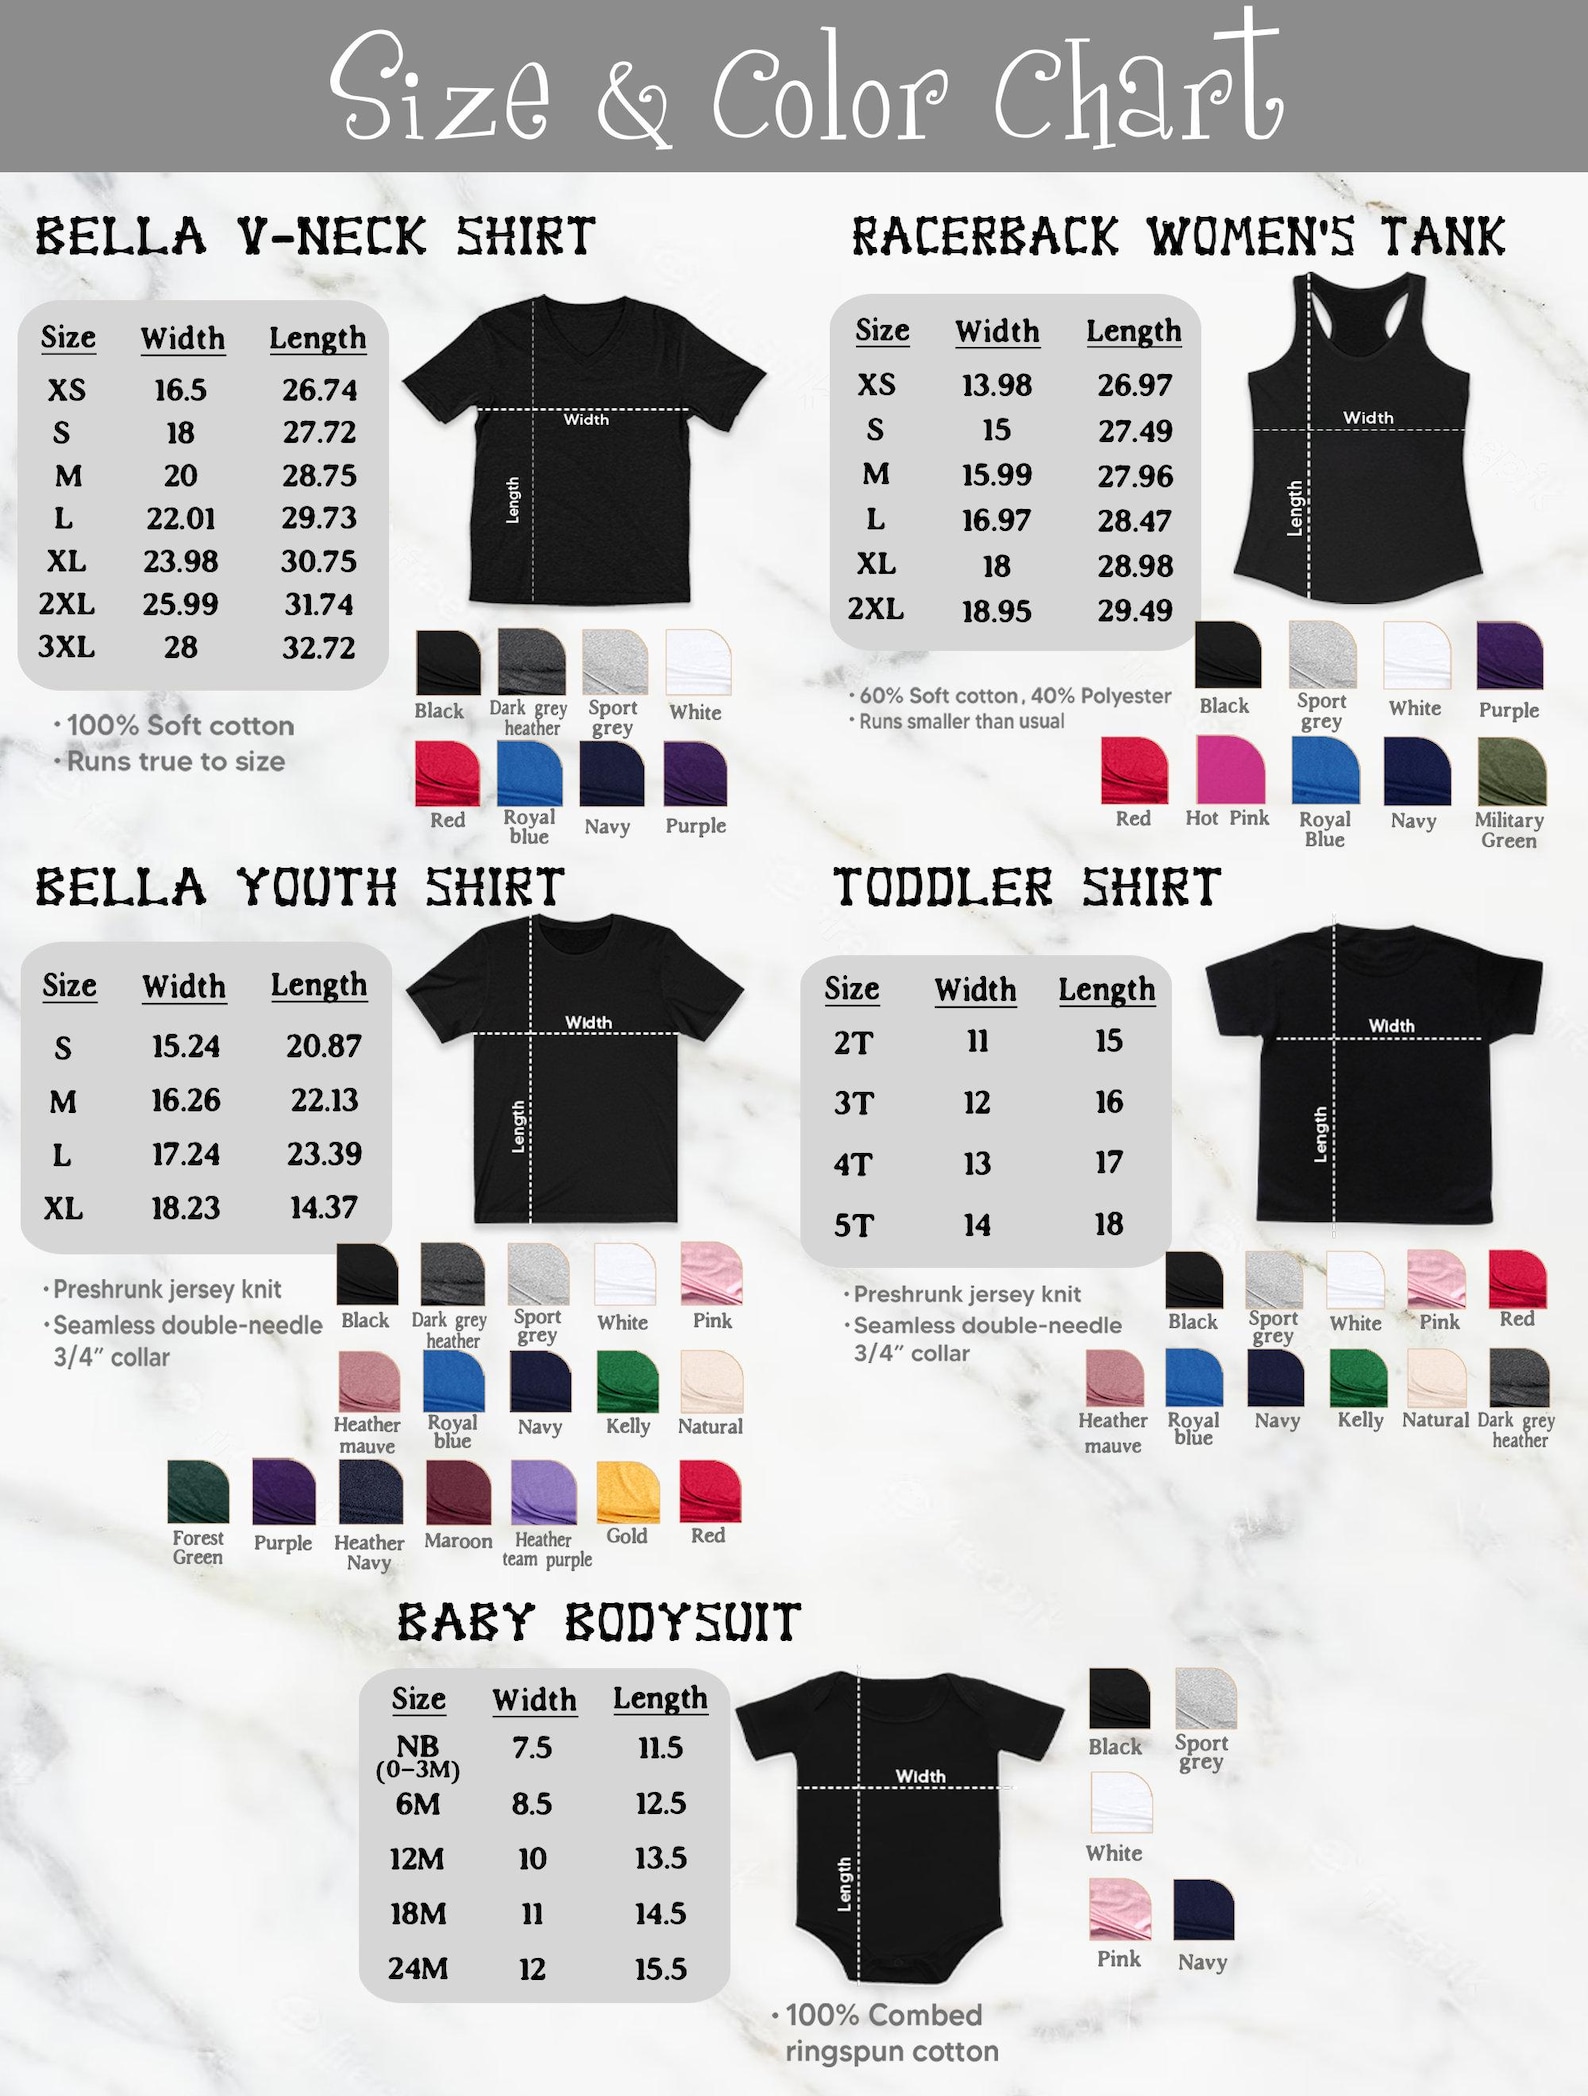 Size & Color Chart
BELLA V-NECK SHIRT
Size Width Length
XS 16.5 26.74
S 18 27.72
M 20 28.75
L 22.01 29.73
XL 23.98 30.75
2XL 25.99 31.74
3XL 28 32.72
Width
Length
• 100% Soft cotton
• Runs true to size
Black Dark grey heather Sport grey White
Red Royal blue Navy Purple
RACERBACK WOMEN'S TANK
Size Width Length
XS 13.98 26.97
S 15 27.49
M 15.99 27.96
L 16.97 28.47
XL 18 28.98
2XL 18.95 29.49
Width
Length
• 60% Soft cotton, 40% Polyester
• Runs smaller than usual
Black Sport grey White Purple
Red Hot Pink Royal Blue Navy Military Green
BELLA YOUTH SHIRT
Size Width Length
S 15.24 20.87
M 16.26 22.13
L 17.24 23.39
XL 18.23 14.37
Width
Length
• Preshrunk jersey knit
• Seamless double-needle
3/4” collar
Black Dark grey heather Sport grey White Pink
Heather mauve Royal blue Navy Kelly Natural
Forest Green Purple Heather Navy Maroon Heather team purple Gold Red
TODDLER SHIRT
Size Width Length
2T 11 15
3T 12 16
4T 13 17
5T 14 18
Width
Length
• Preshrunk jersey knit
• Seamless double-needle
3/4” collar
Black Sport grey White Pink Red
Heather mauve Royal blue Navy Kelly Natural Dark grey heather
BABY BODYSUIT
Size Width Length
NB 7.5 11.5
(0-3M)
6M 8.5 12.5
12M 10 13.5
18M 11 14.5
24M 12 15.5
Width
Length
Black Sport grey
White
Pink Navy
• 100% Combed
ringspun cotton